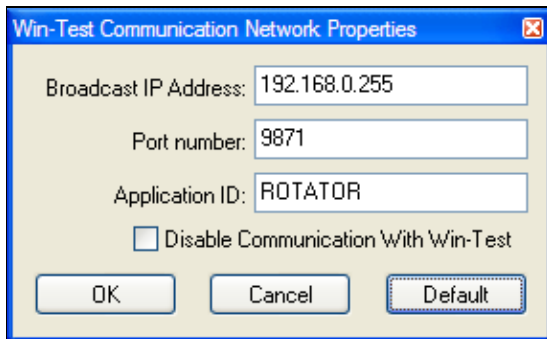 Win-Test Communication Network Properties
Broadcast IP Address: 192.168.0.255
Port number: 9871
Application ID: ROTATOR
Disable Communication With Win-Test
OK Cancel Default